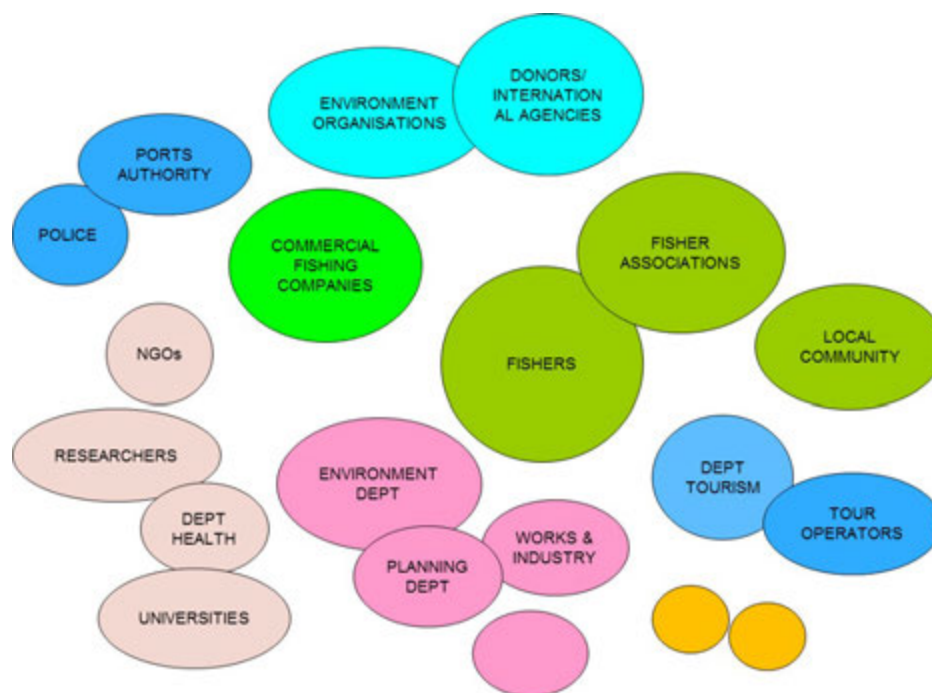 ENVIRONMENT
ORGANISATIONS
DONORS/
INTERNATION
AL AGENCIES
PORTS
AUTHORITY
POLICE
COMMERCIAL
FISHING
COMPANIES
FISHER
ASSOCIATIONS
FISHERS
LOCAL
COMMUNITY
NGOs
RESEARCHERS
DEPT
HEALTH
UNIVERSITIES
ENVIRONMENT
DEPT
PLANNING
DEPT
WORKS &
INDUSTRY
DEPT
TOURISM
TOUR
OPERATORS